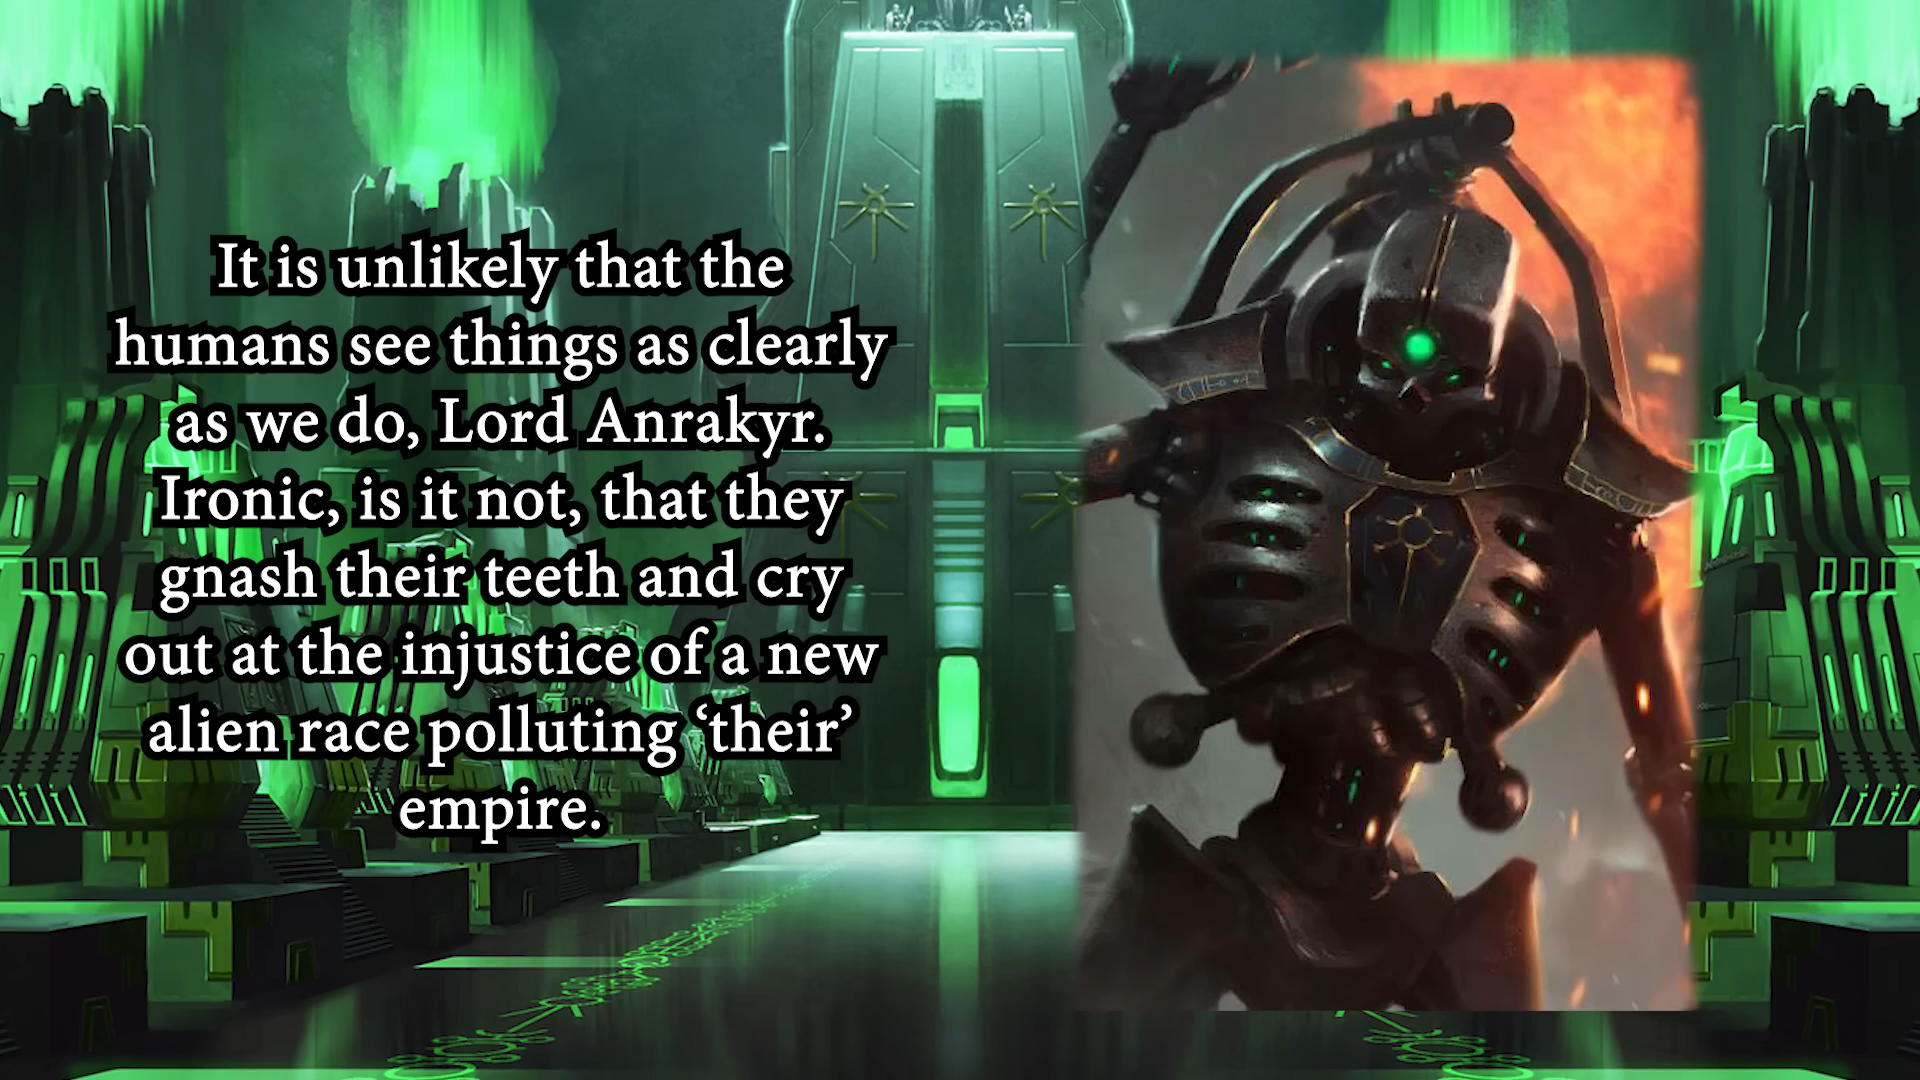 It is unlikely that the
humans see things as clearly
as we do, Lord Anrakyr.
Ironic, is it not, that they
gnash their teeth and cry
out at the injustice of a new
alien race polluting ‘their’
empire.